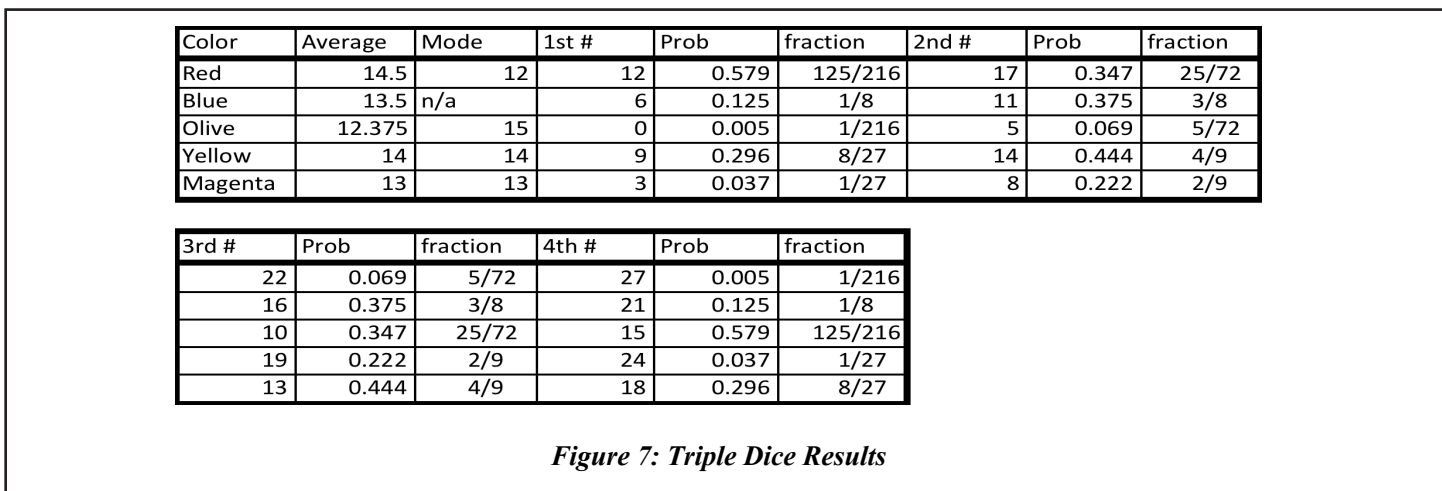 Color Average Mode 1st # Prob fraction 2nd # Prob fraction
Red 14.5 12 12 0.579 125/216 17 0.347 25/72
Blue 13.5 n/a 6 0.125 1/8 11 0.375 3/8
Olive 12.375 15 0 0.005 1/216 5 0.069 5/72
Yellow 14 14 9 0.296 8/27 14 0.444 4/9
Magenta 13 13 3 0.037 1/27 8 0.222 2/9
3rd # Prob fraction 4th # Prob fraction
22 0.069 5/72 27 0.005 1/216
16 0.375 3/8 21 0.125 1/8
10 0.347 25/72 15 0.579 125/216
19 0.222 2/9 24 0.037 1/27
13 0.444 4/9 18 0.296 8/27
Figure 7: Triple Dice Results